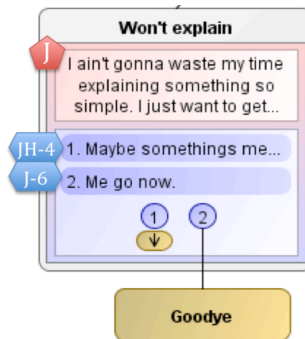 Won't explain
J
I ain't gonna waste my time
explaining something so
simple. I just want to get...
JH-4
1. Maybe somethings me...
J-6
2. Me go now.
1 2
Goodye